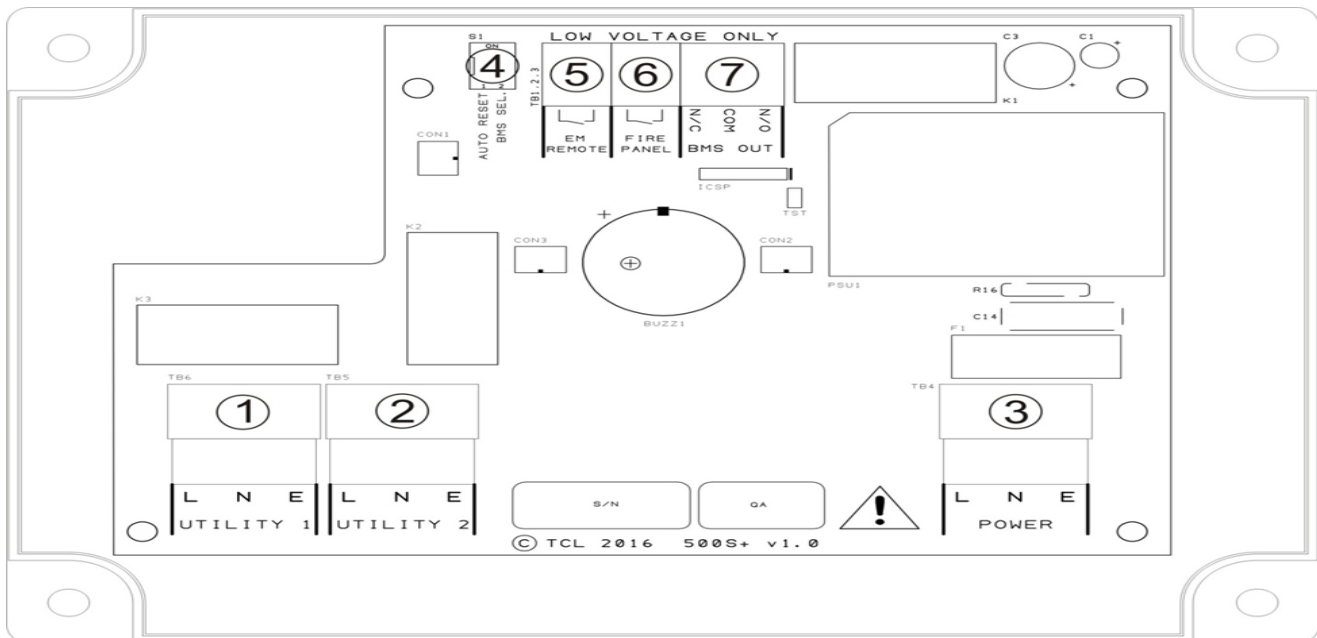 S1
LOW VOLTAGE ONLY
C3
C1
ON
4
5
6
7
1 2
TB1,2,3
K1
AUTO RESET
BMS SEL.
EM
REMOTE
FIRE
PANEL
N/C
COM
N/O
BMS OUT
CON1
ICSP
TST
K2
+
CON3
CON2
BUZZ1
PSU1
K3
R16
C14
F1
TB6
TB5
TB4
1
2
3
L N E
UTILITY 1
L N E
UTILITY 2
S/N
QA
!
L N E
POWER
© TCL 2016 500S+ v1.0